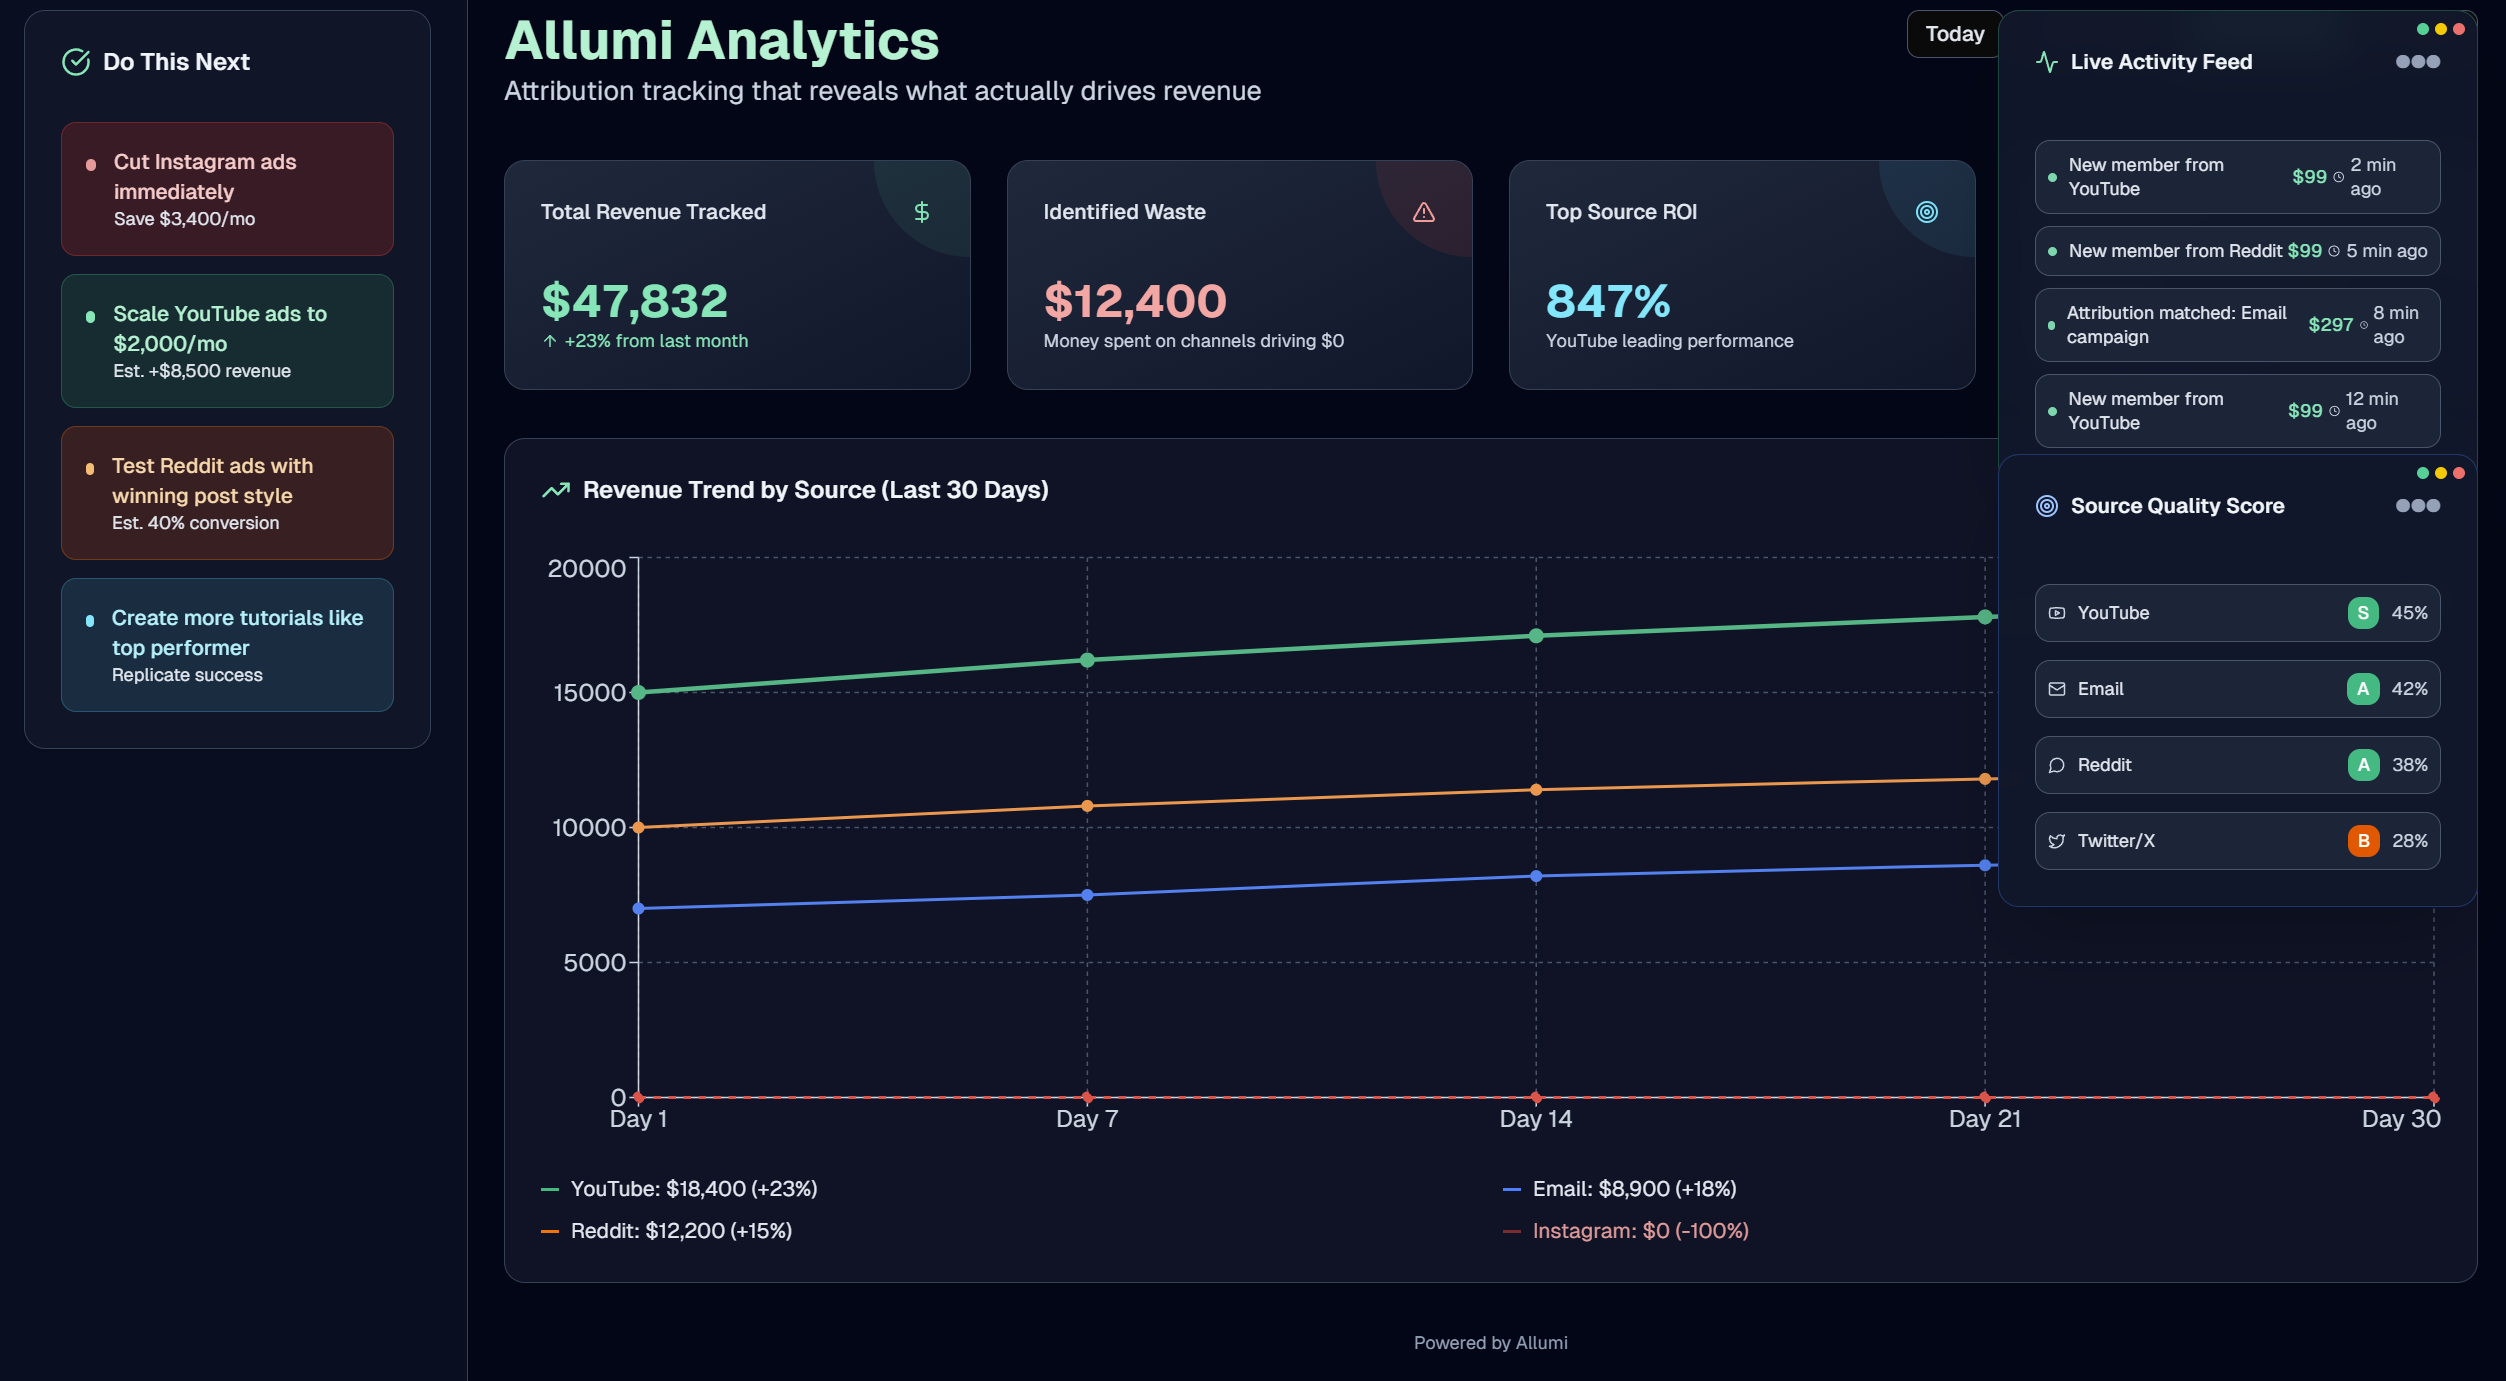 Do This Next
Cut Instagram ads
immediately
Save $3,400/mo
Scale YouTube ads to
$2,000/mo
Est. +$8,500 revenue
Test Reddit ads with
winning post style
Est. 40% conversion
Create more tutorials like
top performer
Replicate success
Allumi Analytics
Attribution tracking that reveals what actually drives revenue
Today
Total Revenue Tracked
$47,832
↑ +23% from last month
Identified Waste
$12,400
Money spent on channels driving $0
Top Source ROI
847%
YouTube leading performance
Revenue Trend by Source (Last 30 Days)
20000
15000
10000
5000
0
Day 1
Day 7
Day 14
Day 21
Day 30
YouTube: $18,400 (+23%)
Email: $8,900 (+18%)
Reddit: $12,200 (+15%)
Instagram: $0 (-100%)
Powered by Allumi
Live Activity Feed
New member from
YouTube
$99
2 min
ago
New member from Reddit $99 5 min ago
Attribution matched: Email
campaign
$297
8 min
ago
New member from
YouTube
$99
12 min
ago
Source Quality Score
YouTube S 45%
Email A 42%
Reddit A 38%
Twitter/X B 28%